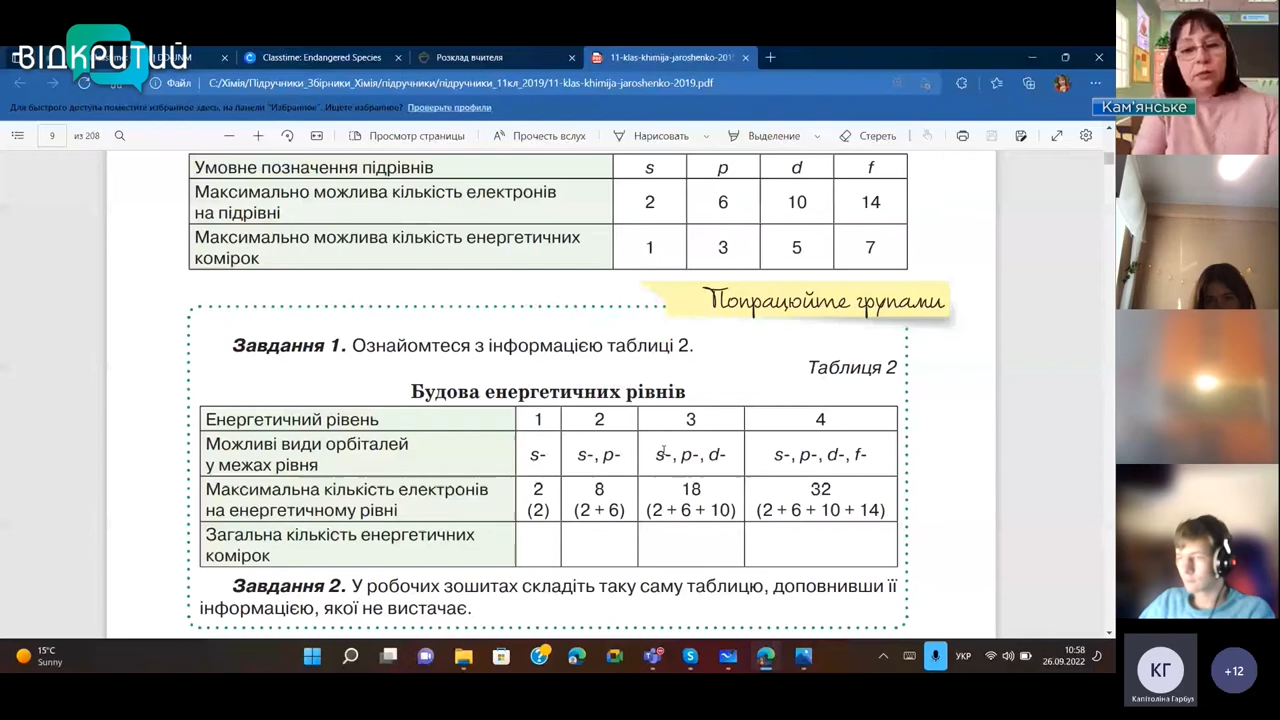 ВІДКРИТИЙ
Classtime: Endangered Species
Розклад вчителя
11-klas-khimija-jaroshenko-2019
Файл
C:/Хімія/Підручники_Збірники_Хімія/підручники/підручники_11кл_2019/11-klas-khimija-jaroshenko-2019.pdf
Для быстрого доступа поместите избранное здесь, на панели "Избранное". Ищете избранное? Проверьте профили
9 из 208
Просмотр страницы
Прочесть вслух
Нарисовать
Выделение
Стереть
Кам'янське
Умовне позначення підрівнів s p d f
Максимально можлива кількість електронів
на підрівні 2 6 10 14
Максимально можлива кількість енергетичних
комірок 1 3 5 7
Попрацюйте групами
Завдання 1. Ознайомтеся з інформацією таблиці 2.
Таблиця 2
Будова енергетичних рівнів
Енергетичний рівень 1 2 3 4
Можливі види орбіталей
у межах рівня s- s-, p- s-, p-, d- s-, p-, d-, f-
Максимальна кількість електронів 2 8 18 32
на енергетичному рівні (2) (2 + 6) (2 + 6 + 10) (2 + 6 + 10 + 14)
Загальна кількість енергетичних
комірок
Завдання 2. У робочих зошитах складіть таку саму таблицю, доповнивши її
інформацією, якої не вистачає.
15°C
Sunny
УКР
10:58
26.09.2022
КГ
Капітоліна Гарбуз
+12